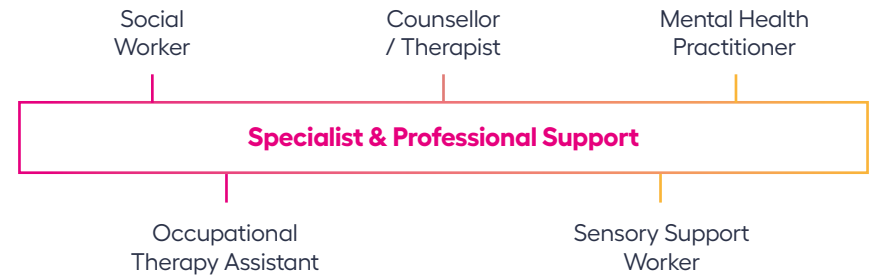 Social
Worker
Counsellor
/ Therapist
Mental Health
Practitioner
Specialist & Professional Support
Occupational
Therapy Assistant
Sensory Support
Worker